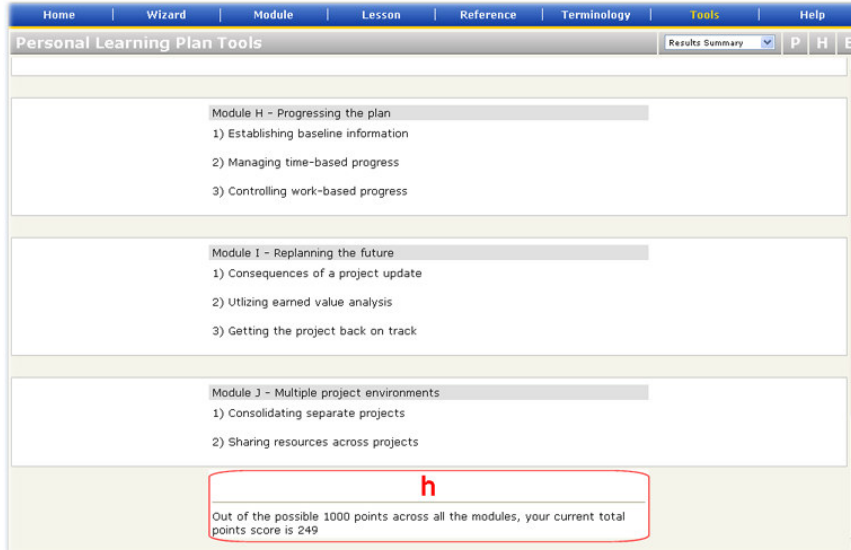 Home | Wizard | Module | Lesson | Reference | Terminology | Tools | Help
Personal Learning Plan Tools Results Summary P H
Module H - Progressing the plan
1) Establishing baseline information
2) Managing time-based progress
3) Controlling work-based progress
Module I - Replanning the future
1) Consequences of a project update
2) Utlizing earned value analysis
3) Getting the project back on track
Module J - Multiple project environments
1) Consolidating separate projects
2) Sharing resources across projects
h
Out of the possible 1000 points across all the modules, your current total
points score is 249